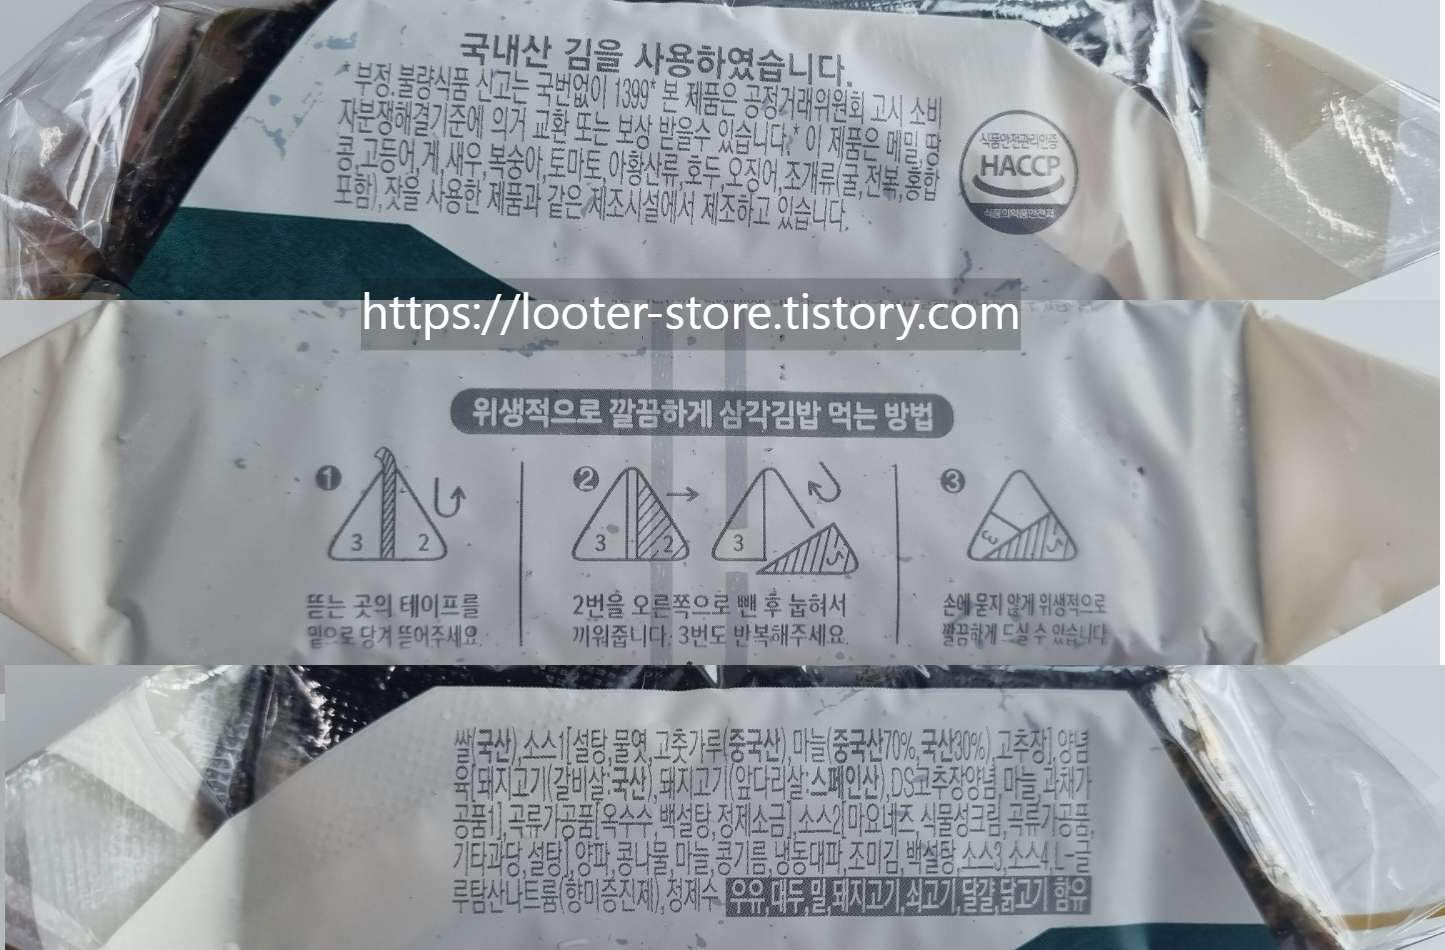 국내산 김을 사용하였습니다.
* 부정,불량식품 신고는 국번없이 1399* 본 제품은 공정거래위원회 고시 소비
자분쟁해결기준에 의거 교환 또는 보상 받을수 있습니다.* 이 제품은 메밀,땅
콩,고등어,게,새우,복숭아,토마토,아황산류,호두,오징어,조개류(굴,전복,홍합
포함),잣을 사용한 제품과 같은 제조시설에서 제조하고 있습니다.
식품안전관리인증
HACCP
식품의약품안전처
https://looter-store.tistory.com
위생적으로 깔끔하게 삼각김밥 먹는 방법
1
3 2
뜯는 곳의 테이프를
밑으로 당겨 뜯어주세요.
2
3 2
3 2
2번을 오른쪽으로 뺀 후 눕혀서
끼워줍니다. 3번도 반복해주세요.
3
3 2
손에 묻지 않게 위생적으로
깔끔하게 드실 수 있습니다.
쌀(국산),소스1[설탕,물엿,고춧가루(중국산),마늘(중국산70%,국산30%),고추장],양념
육[돼지고기(갈비살:국산),돼지고기(앞다리살:스페인산),DS고추장양념,마늘,과채가
공품1],곡류가공품[옥수수,백설탕,정제소금],소스2[마요네즈,식물성크림,곡류가공품,
기타과당,설탕],양파,콩나물,마늘,콩기름,냉동대파,조미김,백설탕,소스3,소스4,L-글
루탐산나트륨(향미증진제),정제수 우유,대두,밀,돼지고기,쇠고기,달걀,닭고기 함유